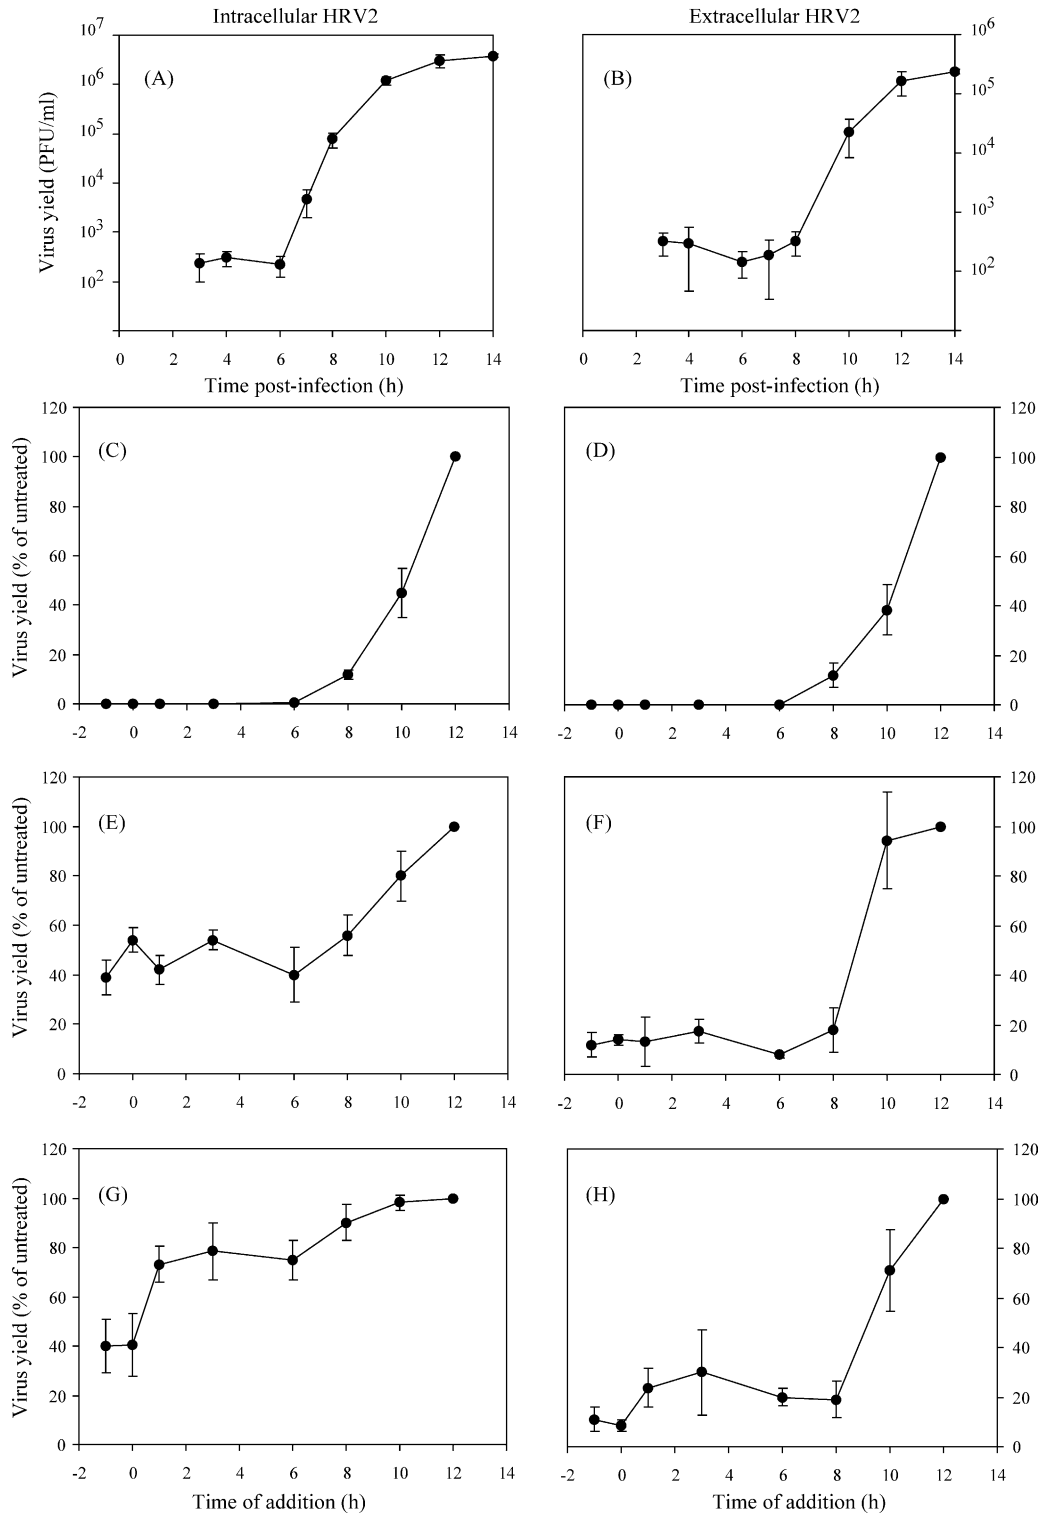 Intracellular HRV2 Extracellular HRV2
10^7 10^6
(A) (B)
10^6 10^5
10^5 10^4
10^4
10^3 10^3
10^2 10^2
Virus yield (PFU/ml)
0 2 4 6 8 10 12 14 0 2 4 6 8 10 12 14
Time post-infection (h) Time post-infection (h)
120 120
(C) (D)
100 100
80 80
60 60
40 40
20 20
0 0
Virus yield (% of untreated)
-2 0 2 4 6 8 10 12 14 -2 0 2 4 6 8 10 12 14
120 120
(E) (F)
100 100
80 80
60 60
40 40
20 20
0 0
Virus yield (% of untreated)
-2 0 2 4 6 8 10 12 14 -2 0 2 4 6 8 10 12 14
120 120
(G) (H)
100 100
80 80
60 60
40 40
20 20
0 0
Virus yield (% of untreated)
-2 0 2 4 6 8 10 12 14 -2 0 2 4 6 8 10 12 14
Time of addition (h) Time of addition (h)